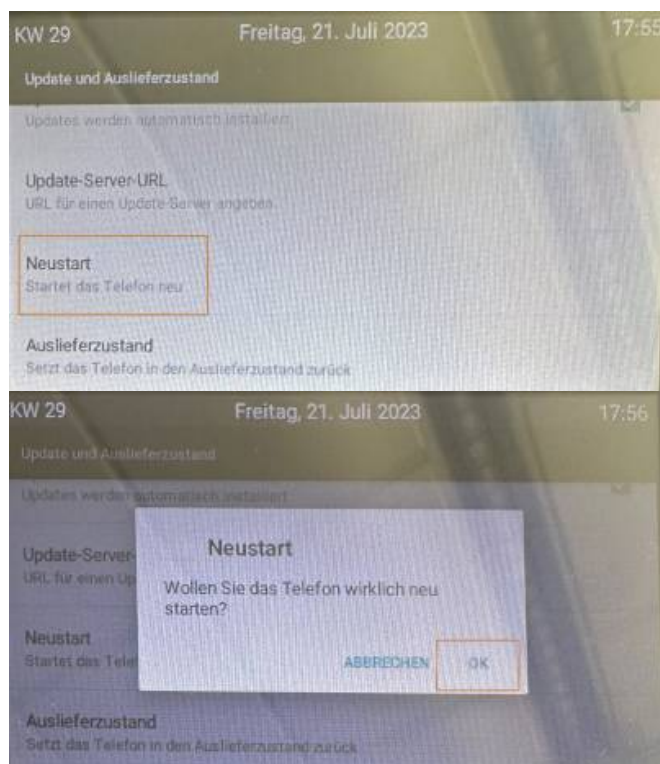 KW 29 Freitag, 21. Juli 2023 17:55
Update und Auslieferzustand
Updates werden automatisch installiert
Update-Server-URL
URL für einen Update-Server angeben.
Neustart
Startet das Telefon neu
Auslieferzustand
Setzt das Telefon in den Auslieferzustand zurück
KW 29 Freitag, 21. Juli 2023 17:56
Update und Auslieferzustand
Updates werden automatisch installiert
Update-Server-
URL für einen Up
Neustart
Wollen Sie das Telefon wirklich neu
starten?
ABBRECHEN OK
Neustart
Startet das Telef
Auslieferzustand
Setzt das Telefon in den Auslieferzustand zurück